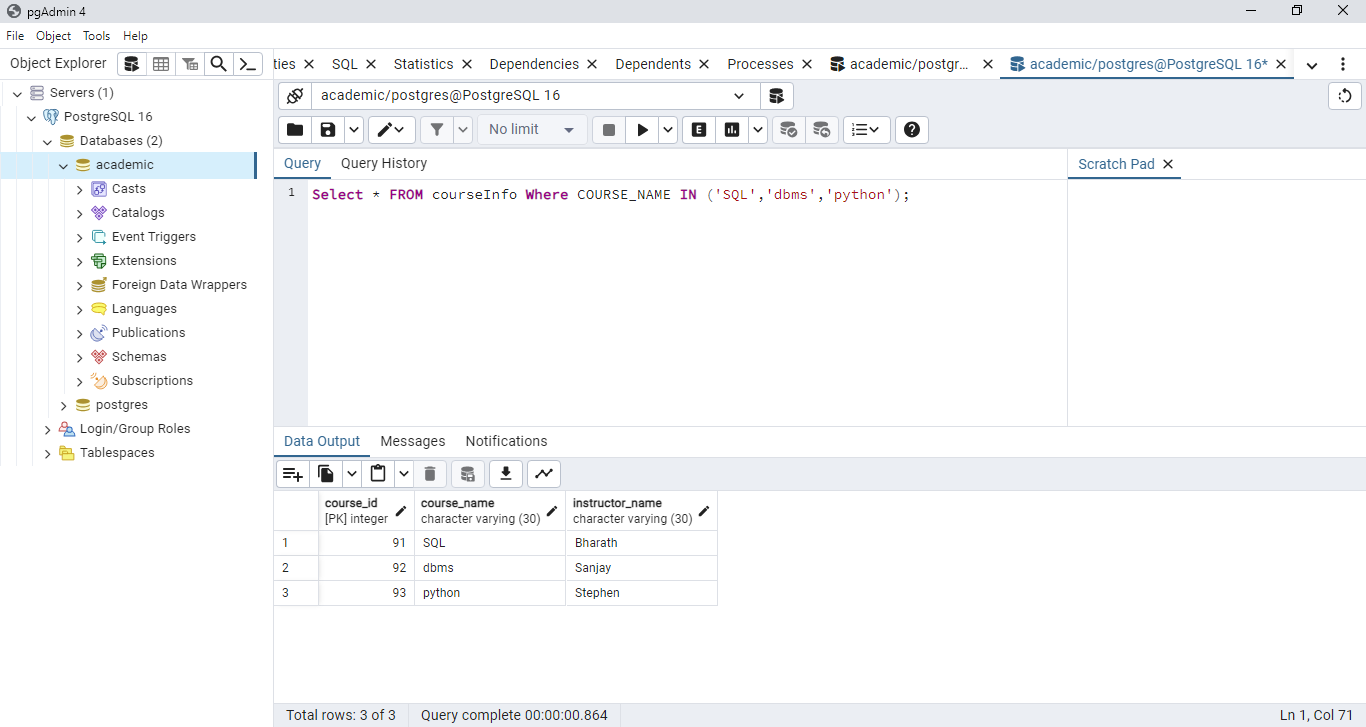 pgAdmin 4
File Object Tools Help
Object Explorer
ties SQL Statistics Dependencies Dependents Processes academic/postgr... academic/postgres@PostgreSQL 16*
Servers (1)
PostgreSQL 16
Databases (2)
academic
Casts
Catalogs
Event Triggers
Extensions
Foreign Data Wrappers
Languages
Publications
Schemas
Subscriptions
postgres
Login/Group Roles
Tablespaces
academic/postgres@PostgreSQL 16
No limit
E
Query Query History
Scratch Pad
1 Select * FROM courseInfo Where COURSE_NAME IN ('SQL','dbms','python');
Data Output Messages Notifications
course_id course_name instructor_name
[PK] integer character varying (30) character varying (30)
1 91 SQL Bharath
2 92 dbms Sanjay
3 93 python Stephen
Total rows: 3 of 3 Query complete 00:00:00.864 Ln 1, Col 71